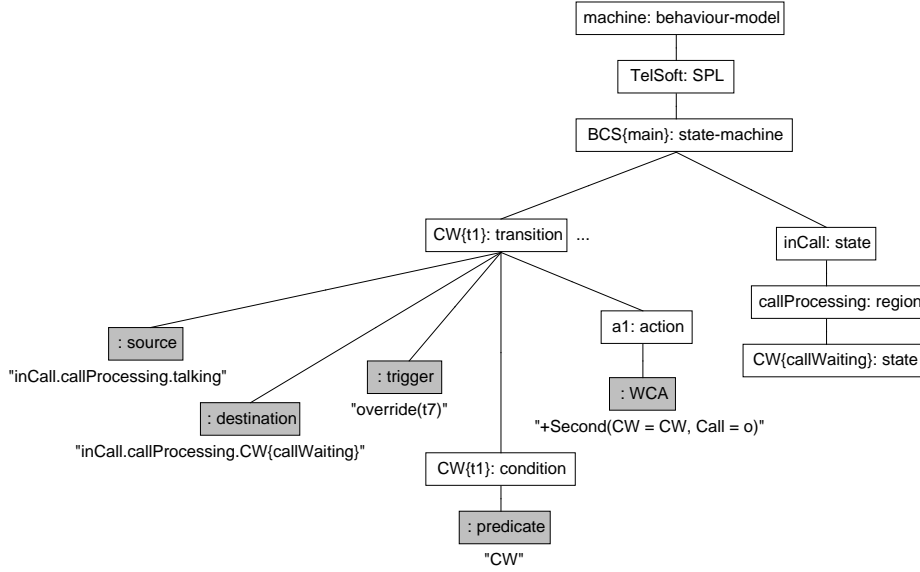 machine: behaviour-model
TelSoft: SPL
BCS{main}: state-machine
CW{t1}: transition ...
inCall: state
callProcessing: region
a1: action
: source
CW{callWaiting}: state
"inCall.callProcessing.talking"
: trigger
: WCA
"override(t7)"
: destination
"+Second(CW = CW, Call = o)"
"inCall.callProcessing.CW{callWaiting}"
CW{t1}: condition
: predicate
"CW"